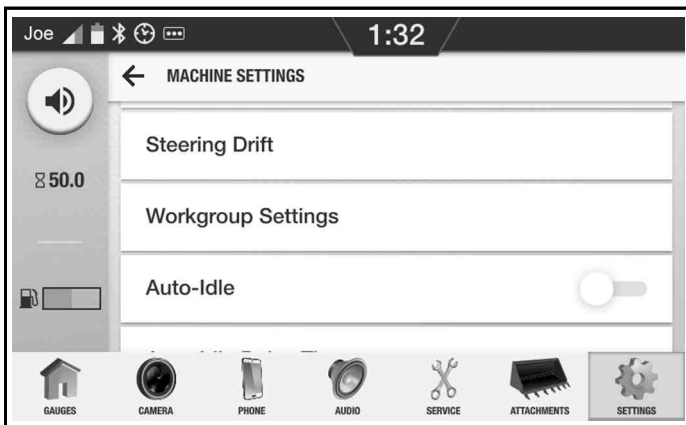 Joe 1:32
MACHINE SETTINGS
Steering Drift
50.0
Workgroup Settings
Auto-Idle
GAUGES CAMERA PHONE AUDIO SERVICE ATTACHMENTS SETTINGS